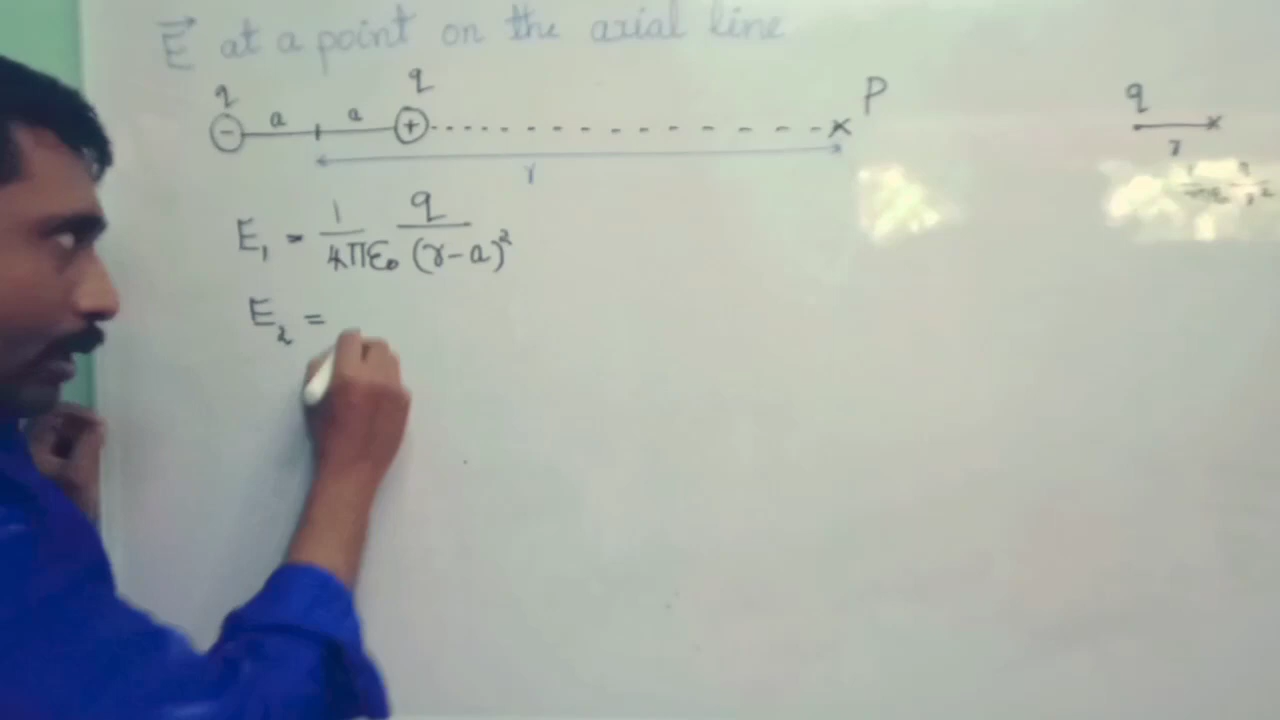 E⃗ at a point on the axial line
q q P q
− a a + × ×
r r
E₁ = 1/4πε₀ q/(r-a)²
E₂ =